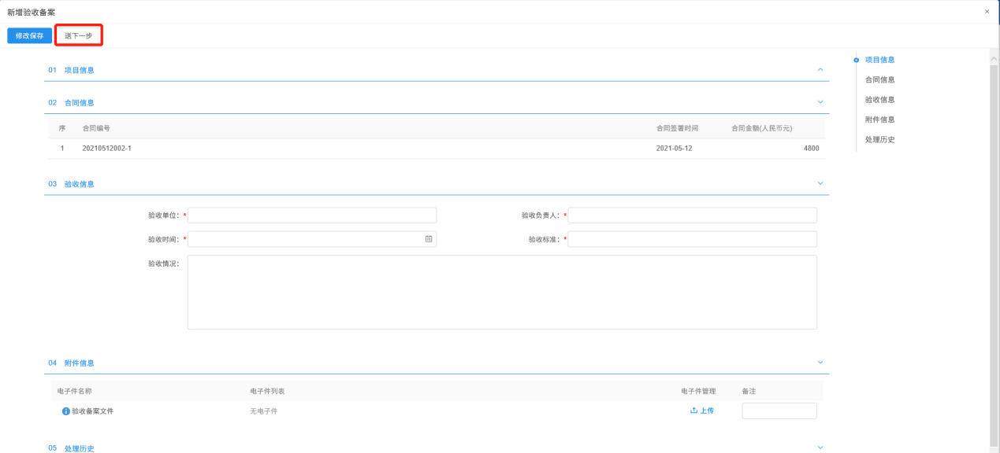 新增验收备案 ×
修改保存 送下一步
01 项目信息
02 合同信息
序 合同编号 合同签署时间 合同金额(人民币元)
1 20210512002-1 2021-05-12 4800
03 验收信息
验收单位: * 验收负责人: *
验收时间: * 验收标准: *
验收情况:
04 附件信息
电子件名称 电子件列表 电子件管理 备注
验收备案文件 无电子件 上传
05 处理历史
项目信息
合同信息
验收信息
附件信息
处理历史